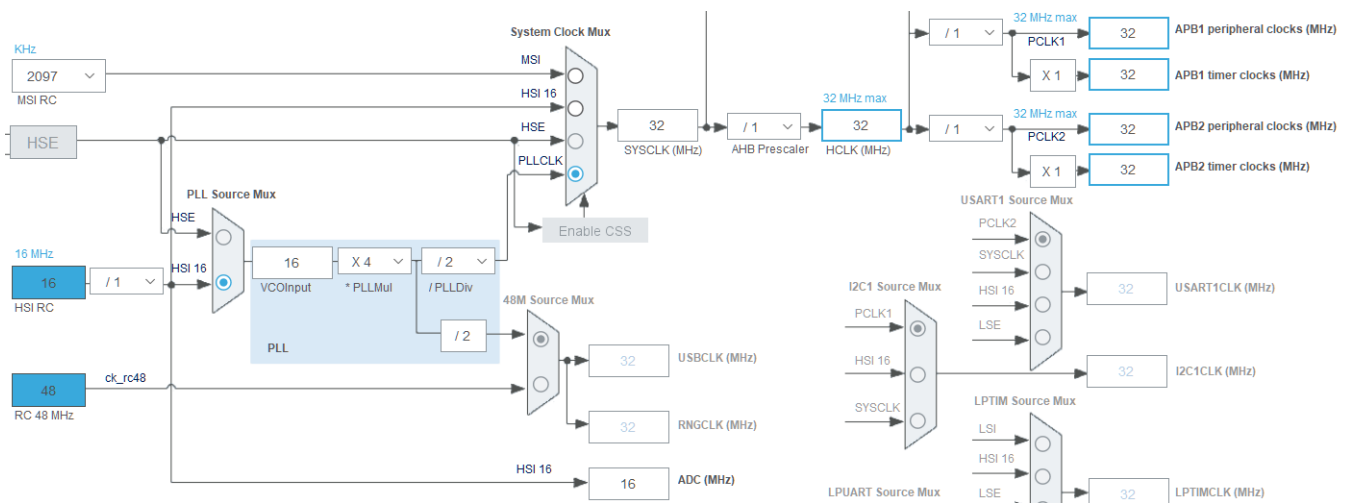 System Clock Mux
KHz
2097
MSI RC
MSI
HSI 16
HSE
HSE
PLLCLK
32
SYSCLK (MHz)
/ 1
AHB Prescaler
32 MHz max
32
HCLK (MHz)
/ 1
32 MHz max
PCLK1
32
APB1 peripheral clocks (MHz)
X 1
32
APB1 timer clocks (MHz)
/ 1
32 MHz max
PCLK2
32
APB2 peripheral clocks (MHz)
X 1
32
APB2 timer clocks (MHz)
Enable CSS
PLL Source Mux
HSE
HSI 16
16 MHz
16
HSI RC
/ 1
16
VCOInput
X 4
* PLLMul
/ 2
/ PLLDiv
/ 2
PLL
48M Source Mux
48
RC 48 MHz
ck_rc48
32
USBCLK (MHz)
32
RNGCLK (MHz)
HSI 16
16
ADC (MHz)
USART1 Source Mux
PCLK2
SYSCLK
HSI 16
LSE
32
USART1CLK (MHz)
I2C1 Source Mux
PCLK1
HSI 16
SYSCLK
32
I2C1CLK (MHz)
LPTIM Source Mux
LSI
HSI 16
LSE
32
LPTIMCLK (MHz)
LPUART Source Mux